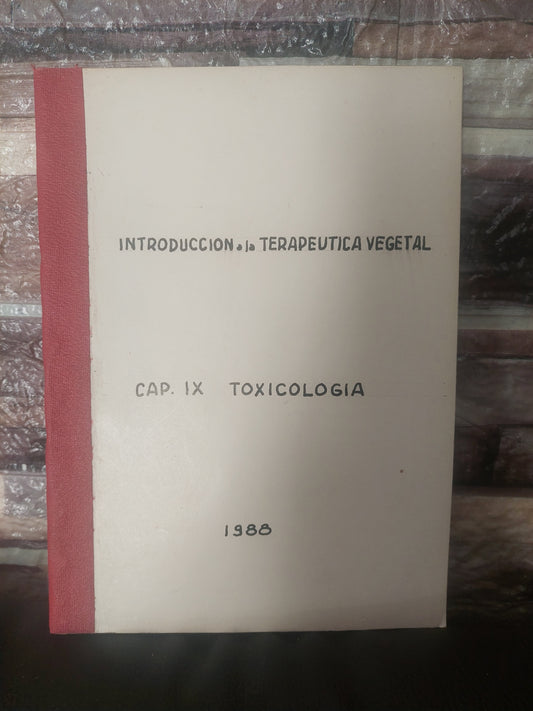 INTRODUCCION a la TERAPEUTICA VEGETAL
CAP. IX TOXICOLOGIA
1988